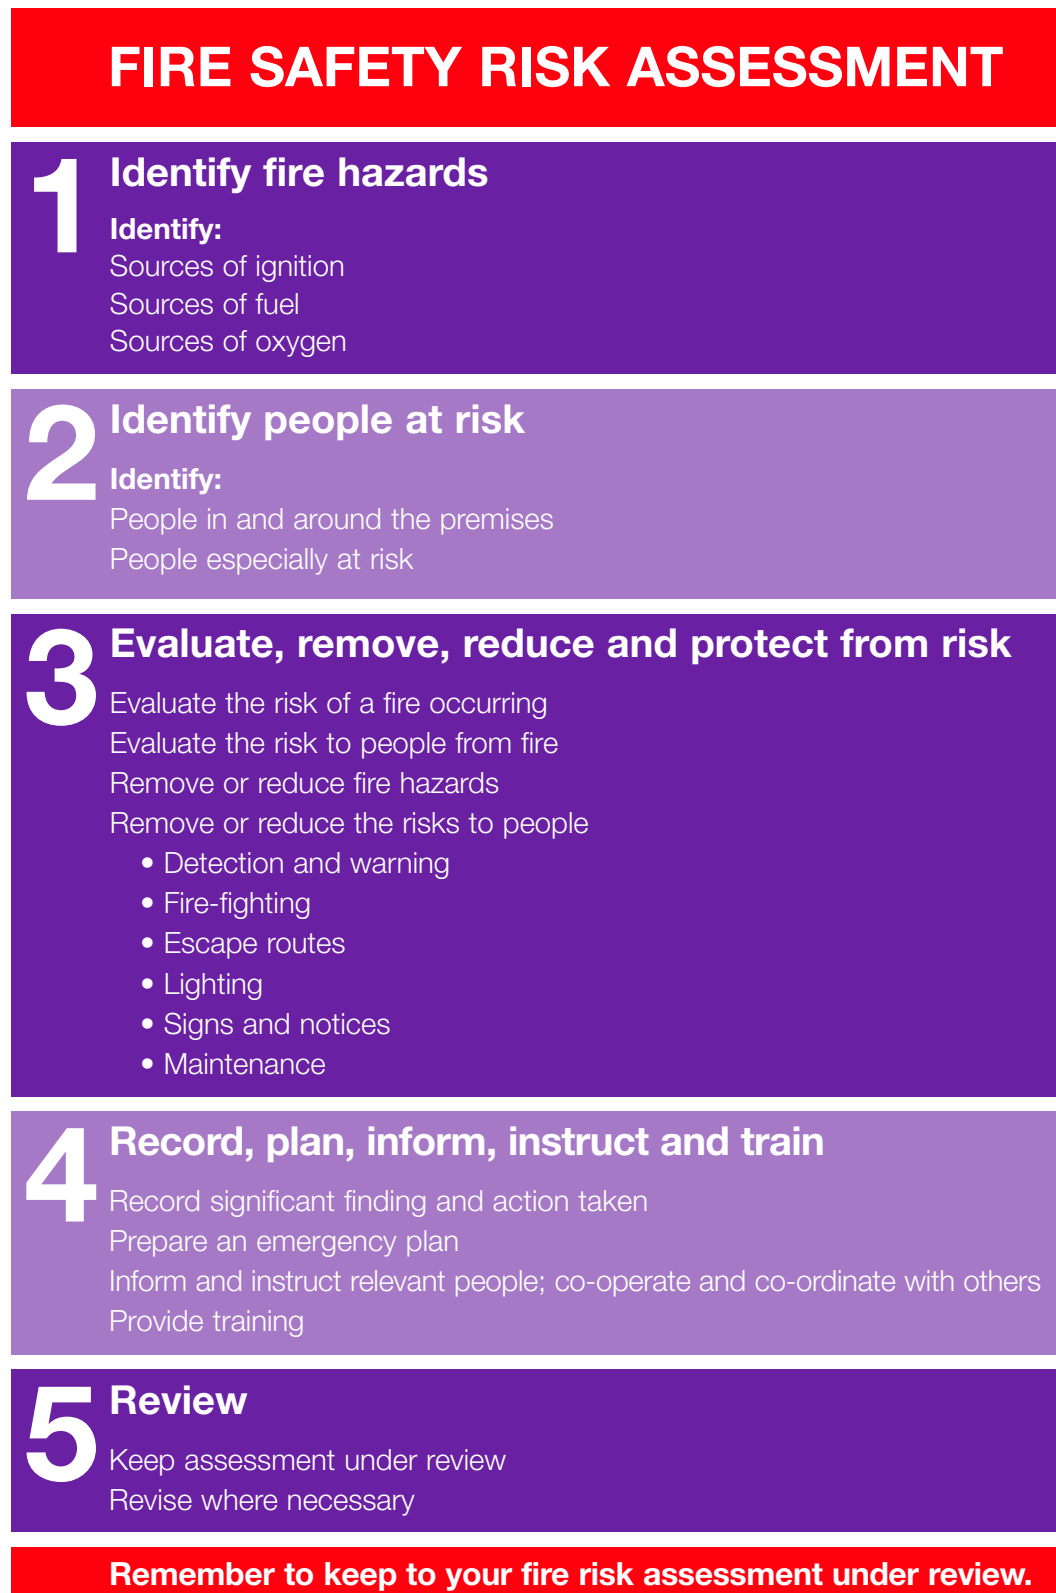 FIRE SAFETY RISK ASSESSMENT
1
Identify fire hazards
Identify:
Sources of ignition
Sources of fuel
Sources of oxygen
2
Identify people at risk
Identify:
People in and around the premises
People especially at risk
3
Evaluate, remove, reduce and protect from risk
Evaluate the risk of a fire occurring
Evaluate the risk to people from fire
Remove or reduce fire hazards
Remove or reduce the risks to people
• Detection and warning
• Fire-fighting
• Escape routes
• Lighting
• Signs and notices
• Maintenance
4
Record, plan, inform, instruct and train
Record significant finding and action taken
Prepare an emergency plan
Inform and instruct relevant people; co-operate and co-ordinate with others
Provide training
5
Review
Keep assessment under review
Revise where necessary
Remember to keep to your fire risk assessment under review.